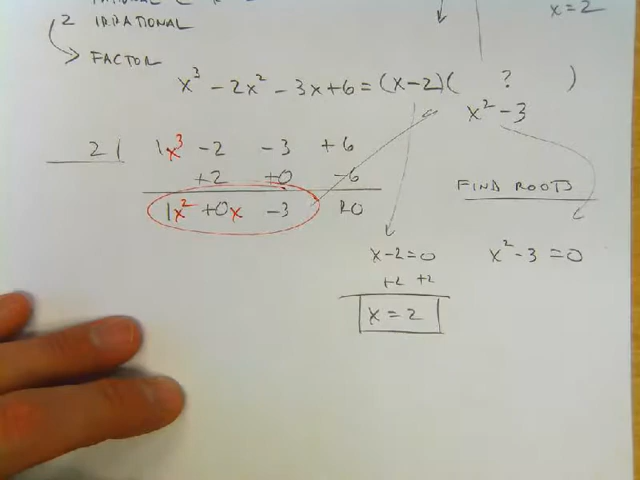 x = 2
2 IRRATIONAL
FACTOR
x³ - 2x² - 3x + 6 = (x - 2)( ? )
x² - 3
2 | 1x³ -2 -3 +6
+2 +0 -6
1x² +0x -3 R0
FIND ROOTS
x - 2 = 0 x² - 3 = 0
+2 +2
x = 2